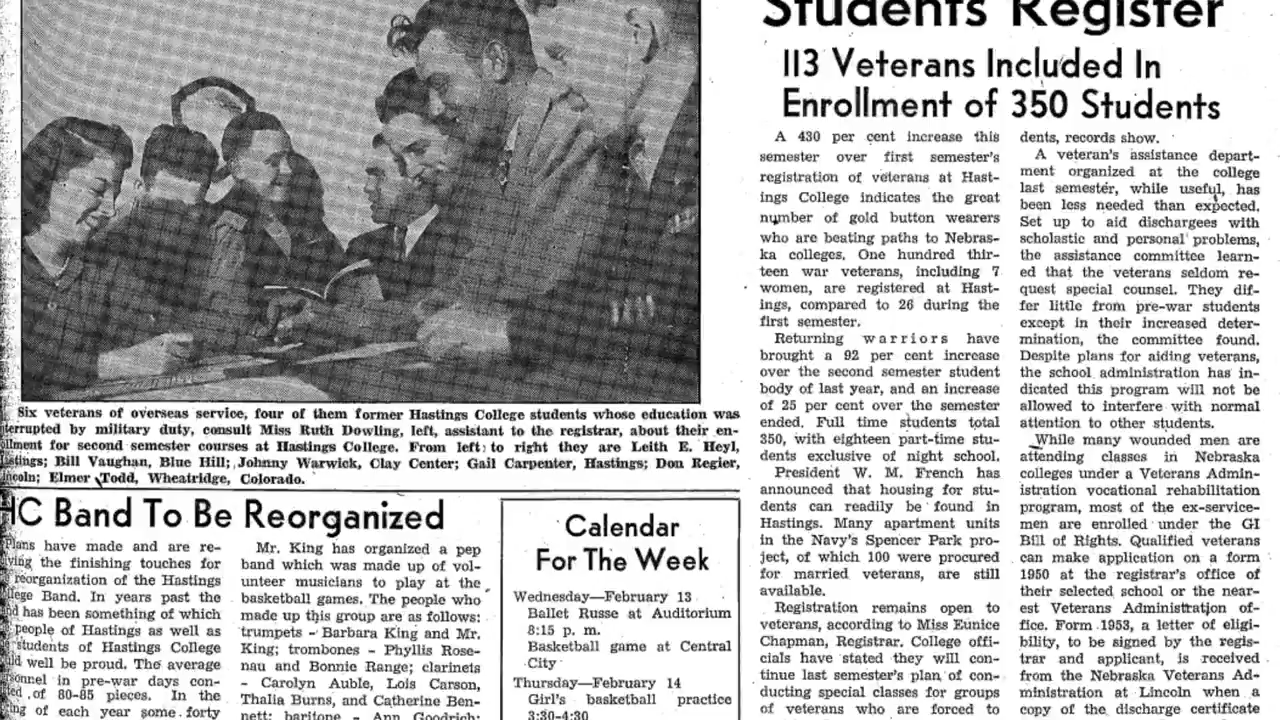 Students Register
113 Veterans Included In
Enrollment of 350 Students
A 430 per cent increase this
semester over first semester's
registration of veterans at Hast-
ings College indicates the great
number of gold button wearers
who are beating paths to Nebras-
ka colleges. One hundred thir-
teen war veterans, including 7
women, are registered at Hast-
ings, compared to 26 during the
first semester.
Returning warriors have
brought a 92 per cent increase
over the second semester student
body of last year, and an increase
of 25 per cent over the semester
ended. Full time students total
350, with eighteen part-time stu-
dents exclusive of night school.
President W. M. French has
announced that housing for stu-
dents can readily be found in
Hastings. Many apartment units
in the Navy's Spencer Park pro-
ject, of which 100 were procured
for married veterans, are still
available.
Registration remains open to
veterans, according to Miss Eunice
Chapman, Registrar. College offi-
cials have stated they will con-
tinue last semester's plan of con-
ducting special classes for groups
of veterans who are forced to
dents, records show.
A veteran's assistance depart-
ment organized at the college
last semester, while useful, has
been less needed than expected.
Set up to aid dischargees with
scholastic and personal problems,
the assistance committee learn-
ed that the veterans seldom re-
quest special counsel. They dif-
fer little from pre-war students
except in their increased deter-
mination, the committee found.
Despite plans for aiding veterans,
the school administration has in-
dicated this program will not be
allowed to interfere with normal
attention to other students.
While many wounded men are
attending classes in Nebraska
colleges under a Veterans Admin-
istration vocational rehabilitation
program, most of the ex-service-
men are enrolled under the GI
Bill of Rights. Qualified veterans
can make application on a form
1950 at the registrar's office of
their selected school or the near-
est Veterans Administration of-
fice. Form 1953, a letter of eligi-
bility, to be signed by the regis-
trar and applicant, is received
from the Nebraska Veterans Ad-
ministration at Lincoln when a
copy of the discharge certificate
Six veterans of overseas service, four of them former Hastings College students whose education was
terrupted by military duty, consult Miss Ruth Dowling, left, assistant to the registrar, about their en-
ollment for second semester courses at Hastings College. From left to right they are Leith E. Heyl,
astings; Bill Vaughan, Blue Hill; Johnny Warwick, Clay Center; Gail Carpenter, Hastings; Don Regier,
incoln; Elmer Todd, Wheatridge, Colorado.
HC Band To Be Reorganized
Plans have made and are re-
ving the finishing touches for
reorganization of the Hastings
llege Band. In years past the
nd has been something of which
people of Hastings as well as
students of Hastings College
uld well be proud. The average
sonnel in pre-war days con-
ted of 80-85 pieces. In the
ng of each year some forty
Mr. King has organized a pep
band which was made up of vol-
unteer musicians to play at the
basketball games. The people who
made up this group are as follows:
trumpets - Barbara King and Mr.
King; trombones - Phyllis Rose-
nau and Bonnie Range; clarinets
- Carolyn Auble, Lois Carson,
Thalia Burns, and Catherine Ben-
nett; baritone - Ann Goodrich;
Calendar
For The Week
Wednesday—February 13
Ballet Russe at Auditorium
8:15 p. m.
Basketball game at Central
City
Thursday—February 14
Girl's basketball practice
3:30-4:30